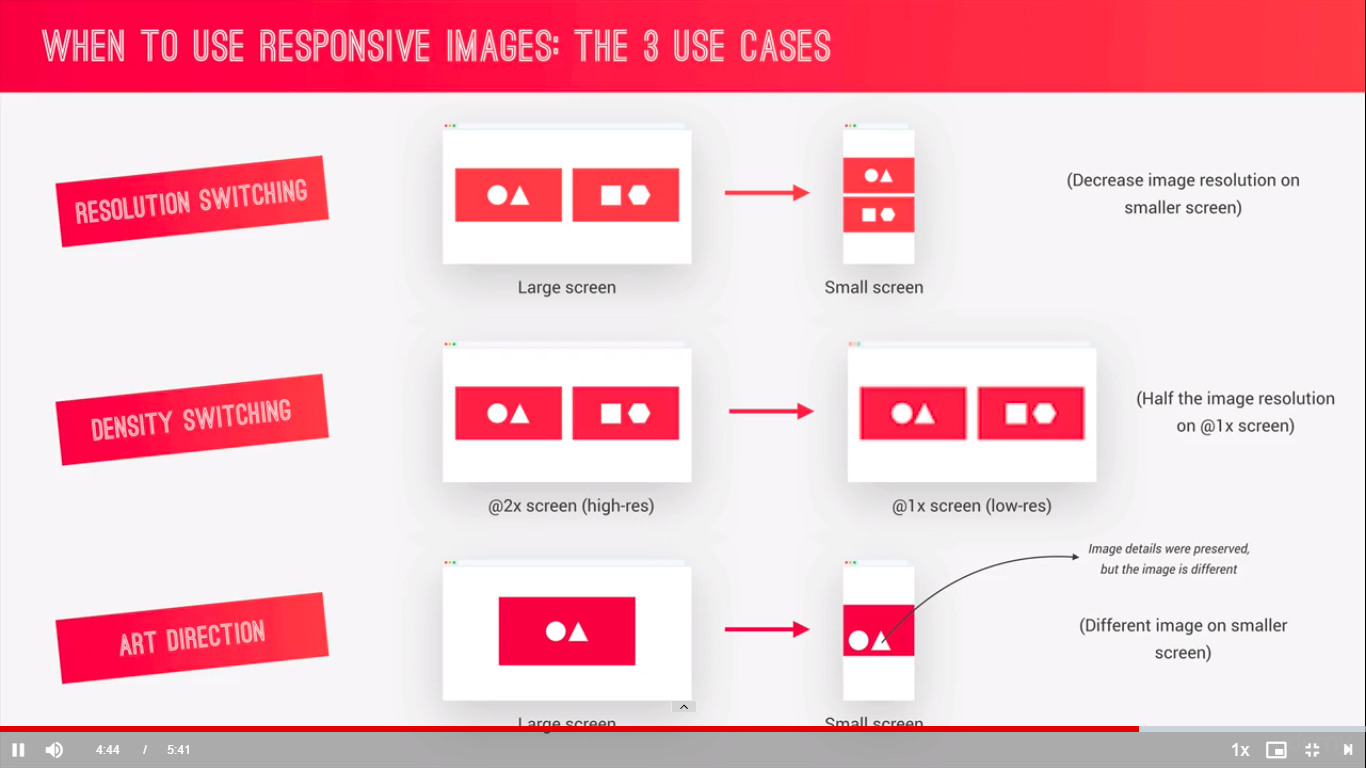 WHEN TO USE RESPONSIVE IMAGES: THE 3 USE CASES
RESOLUTION SWITCHING
Large screen
Small screen
(Decrease image resolution on
smaller screen)
DENSITY SWITCHING
@2x screen (high-res)
@1x screen (low-res)
(Half the image resolution
on @1x screen)
ART DIRECTION
Large screen
Small screen
Image details were preserved,
but the image is different
(Different image on smaller
screen)
4:44 / 5:41
1x